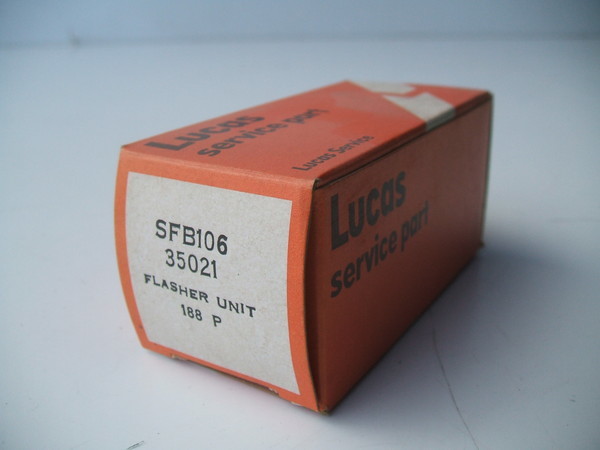 Lucas
service part
Lucas Service
Lucas
service part
SFB106
35021
FLASHER UNIT
188 P